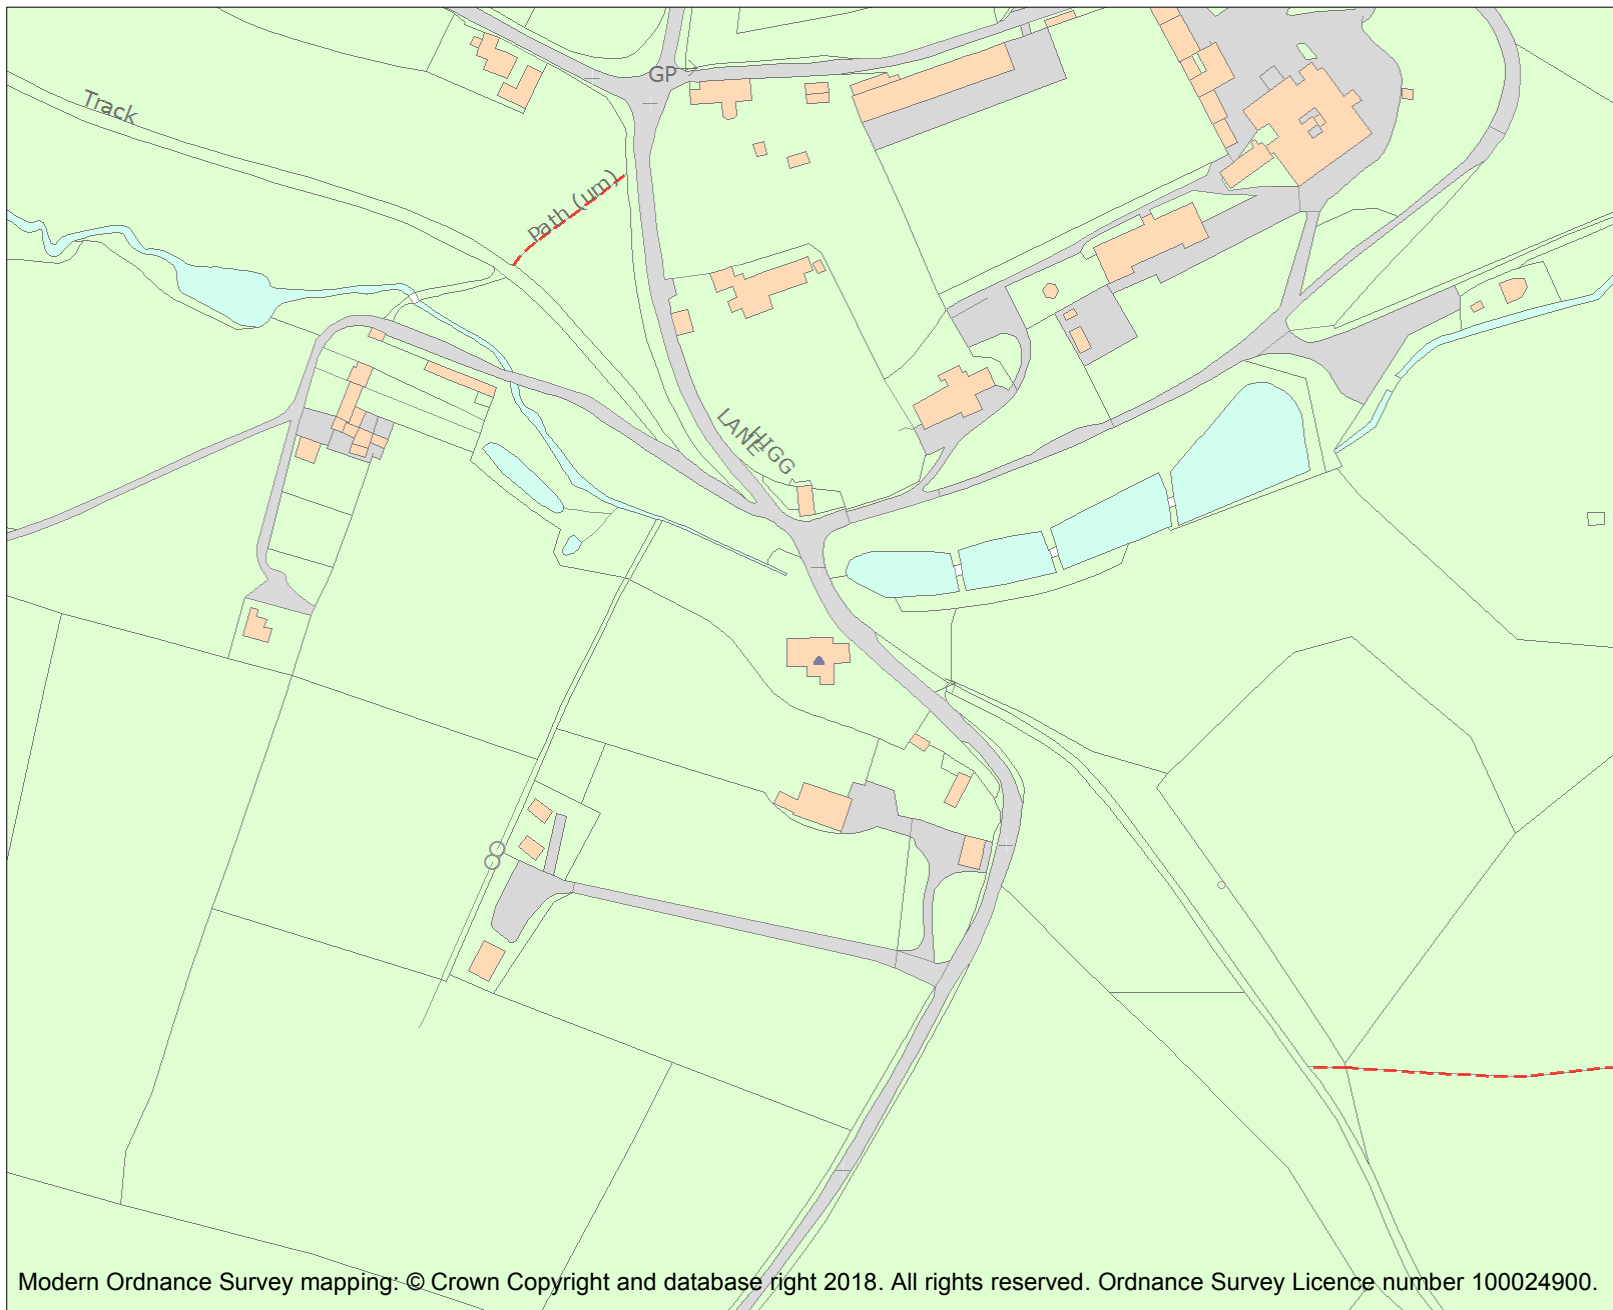 GP
Track
Path (um)
LANE
HIGG
Modern Ordnance Survey mapping: © Crown Copyright and database right 2018. All rights reserved. Ordnance Survey Licence number 100024900.